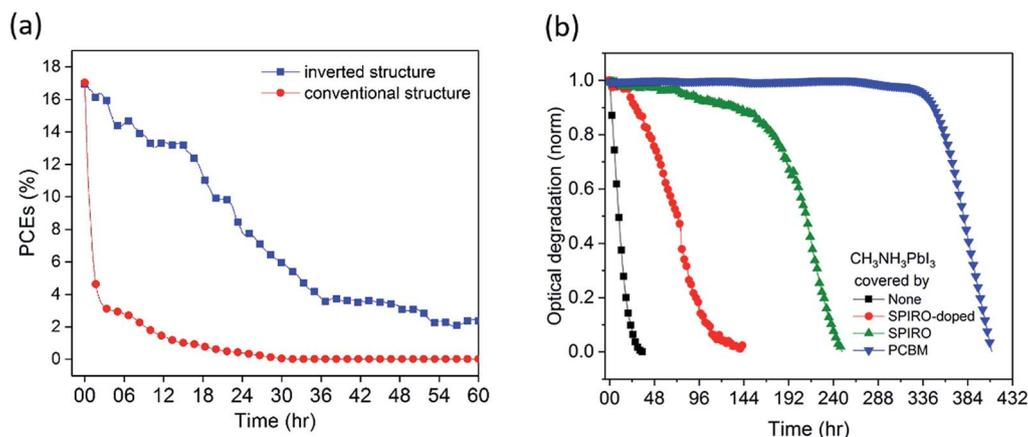 (a)
18
16
14
12
10
8
6
4
2
0
PCEs (%)
inverted structure
conventional structure
00 06 12 18 24 30 36 42 48 54 60
Time (hr)
(b)
1.0
0.8
0.6
0.4
0.2
0.0
Optical degradation (norm)
CH₃NH₃PbI₃
covered by
None
SPIRO-doped
SPIRO
PCBM
00 48 96 144 192 240 288 336 384 432
Time (hr)